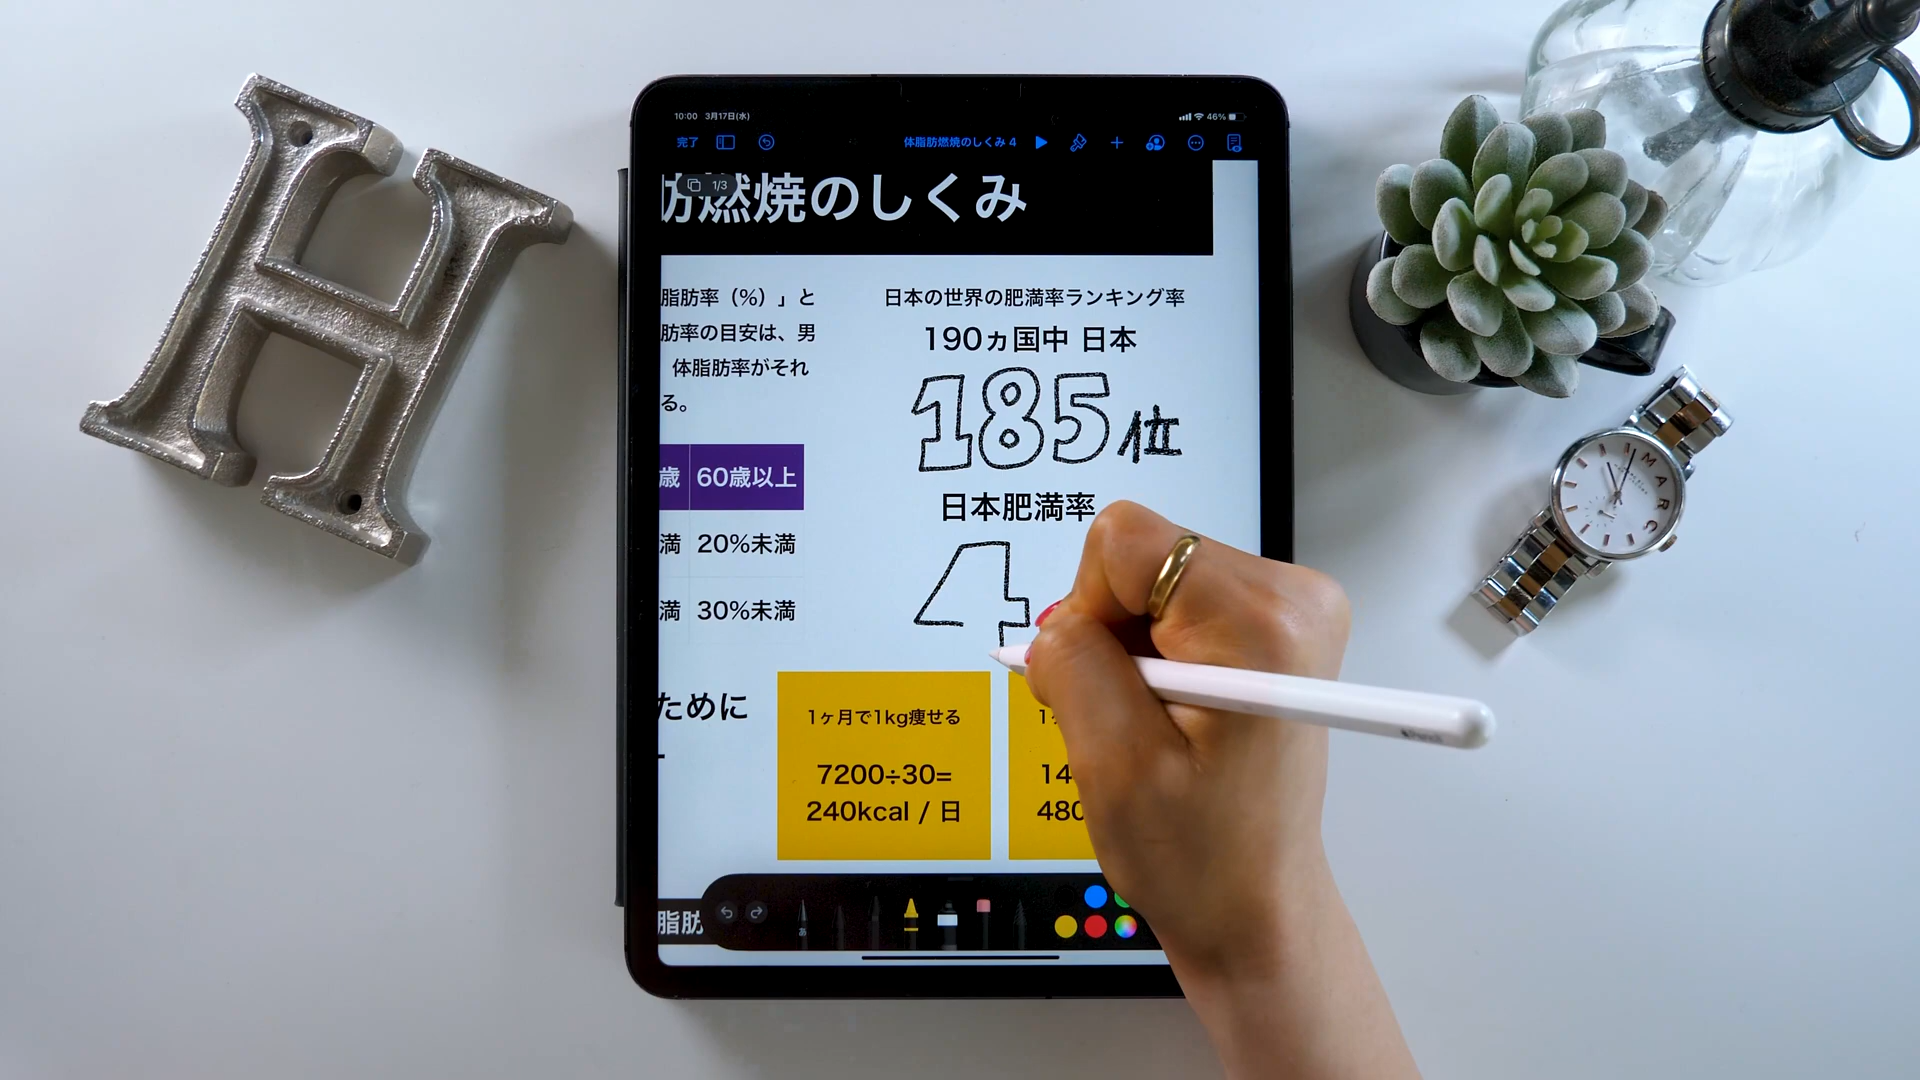 10:00 3月17日(水)
46%
完了
体脂肪燃焼のしくみ 4
1/3
肪燃焼のしくみ
脂肪率（%）」と
肪率の目安は、男
体脂肪率がそれ
る。
日本の世界の肥満率ランキング率
190ヵ国中 日本
185位
歳 60歳以上
満 20%未満
満 30%未満
日本肥満率
4
ために
1ヶ月で1kg痩せる
7200÷30=
240kcal / 日
1
14
480
脂肪
あ
MARC